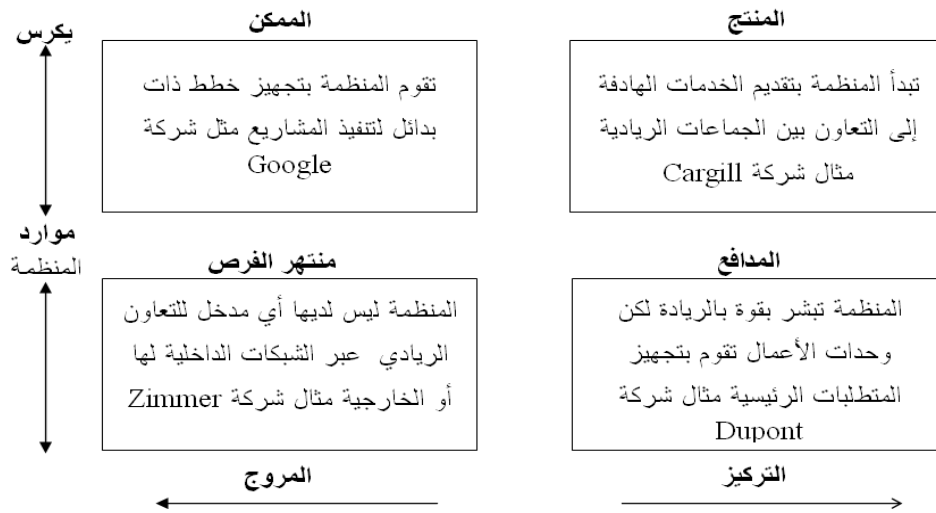 المنتج
تبدأ المنظمة بتقديم الخدمات الهادفة
إلى التعاون بين الجماعات الريادية
مثال شركة Cargill
الممكن
تقوم المنظمة بتجهيز خطط ذات
بدائل لتنفيذ المشاريع مثل شركة
Google
يكرس
موارد
المنظمة
المدافع
المنظمة تبشر بقوة بالريادة لكن
وحدات الأعمال تقوم بتجهيز
المتطلبات الرئيسية مثال شركة
Dupont
منتهر الفرص
المنظمة ليس لديها أي مدخل للتعاون
الريادي عبر الشبكات الداخلية لها
أو الخارجية مثال شركة Zimmer
التركيز
المروج